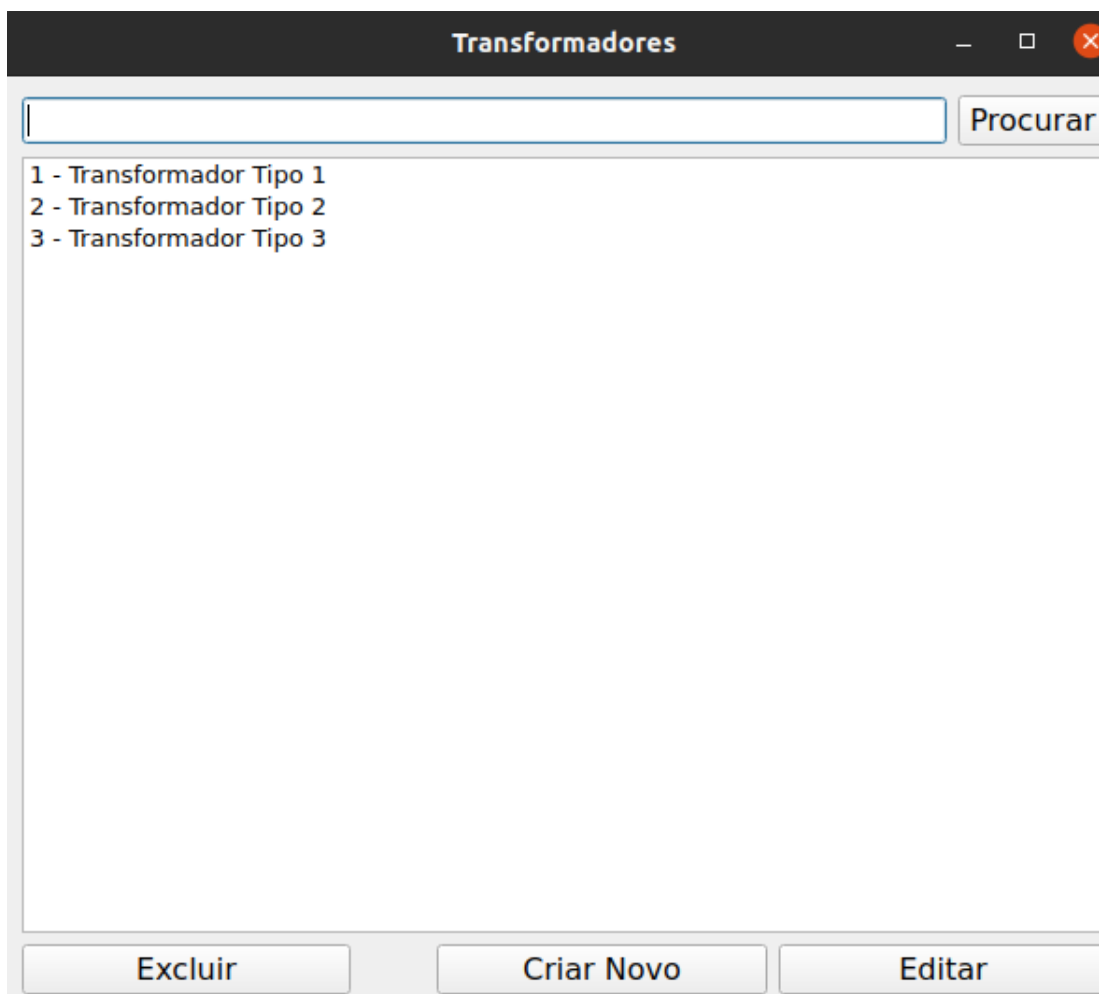 Transformadores
Procurar
1 - Transformador Tipo 1
2 - Transformador Tipo 2
3 - Transformador Tipo 3
Excluir Criar Novo Editar